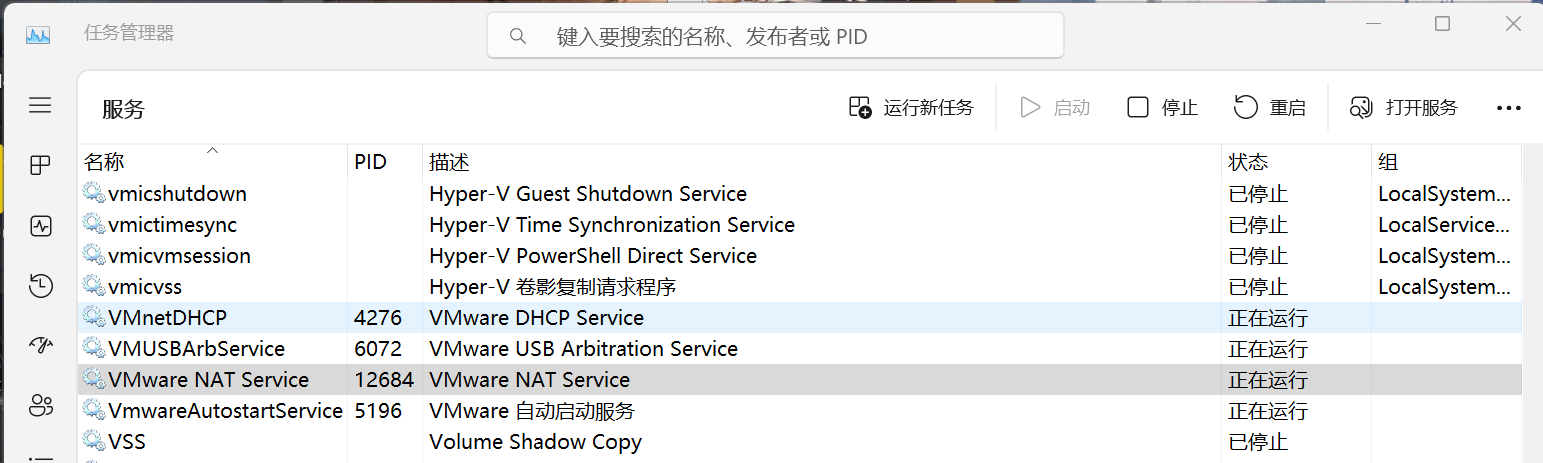 任务管理器
键入要搜索的名称、发布者或 PID
服务
运行新任务
启动
停止
重启
打开服务
名称 PID 描述 状态 组
vmicshutdown Hyper-V Guest Shutdown Service 已停止 LocalSystem...
vmictimesync Hyper-V Time Synchronization Service 已停止 LocalService...
vmicvmsession Hyper-V PowerShell Direct Service 已停止 LocalSystem...
vmicvss Hyper-V 卷影复制请求程序 已停止 LocalSystem...
VMnetDHCP 4276 VMware DHCP Service 正在运行
VMUSBArbService 6072 VMware USB Arbitration Service 正在运行
VMware NAT Service 12684 VMware NAT Service 正在运行
VmwareAutostartService 5196 VMware 自动启动服务 正在运行
VSS Volume Shadow Copy 已停止